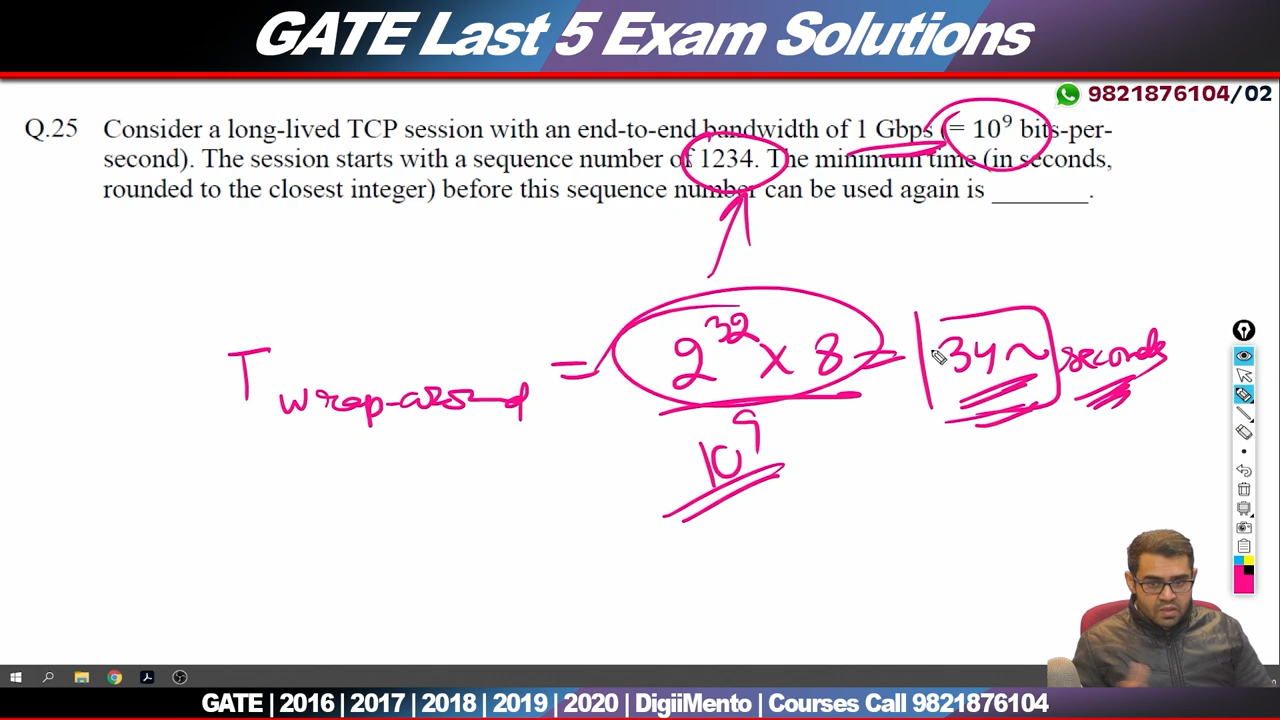 GATE Last 5 Exam Solutions
9821876104/02
Q.25 Consider a long-lived TCP session with an end-to-end bandwidth of 1 Gbps (= 10⁹ bits-per-
second). The session starts with a sequence number of 1234. The minimum time (in seconds,
rounded to the closest integer) before this sequence number can be used again is ________.
T wrap-around = 2³² × 8 / 10⁹ = 34 ~ seconds
GATE | 2016 | 2017 | 2018 | 2019 | 2020 | DigiiMento | Courses Call 9821876104